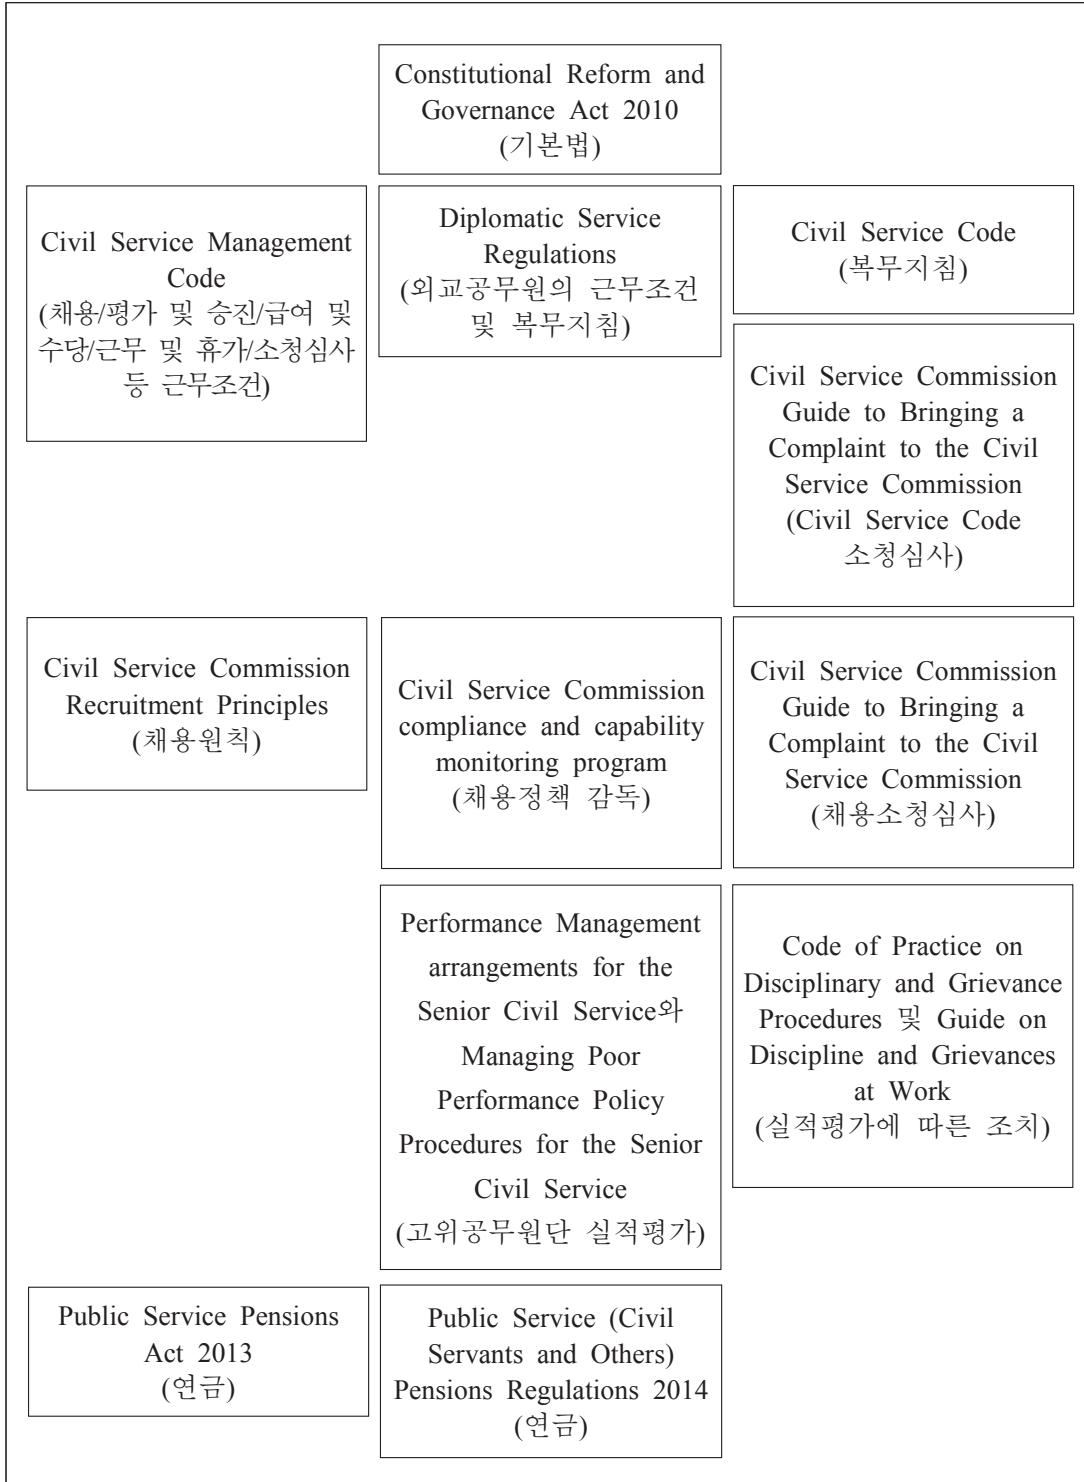 Constitutional Reform and
Governance Act 2010
(기본법)
Civil Service Management
Code
(채용/평가 및 승진/급여 및
수당/근무 및 휴가/소청심사
등 근무조건)
Diplomatic Service
Regulations
(외교공무원의 근무조건
및 복무지침)
Civil Service Code
(복무지침)
Civil Service Commission
Guide to Bringing a
Complaint to the Civil
Service Commission
(Civil Service Code
소청심사)
Civil Service Commission
Recruitment Principles
(채용원칙)
Civil Service Commission
compliance and capability
monitoring program
(채용정책 감독)
Civil Service Commission
Guide to Bringing a
Complaint to the Civil
Service Commission
(채용소청심사)
Performance Management
arrangements for the
Senior Civil Service와
Managing Poor
Performance Policy
Procedures for the Senior
Civil Service
(고위공무원단 실적평가)
Code of Practice on
Disciplinary and Grievance
Procedures 및 Guide on
Discipline and Grievances
at Work
(실적평가에 따른 조치)
Public Service Pensions
Act 2013
(연금)
Public Service (Civil
Servants and Others)
Pensions Regulations 2014
(연금)